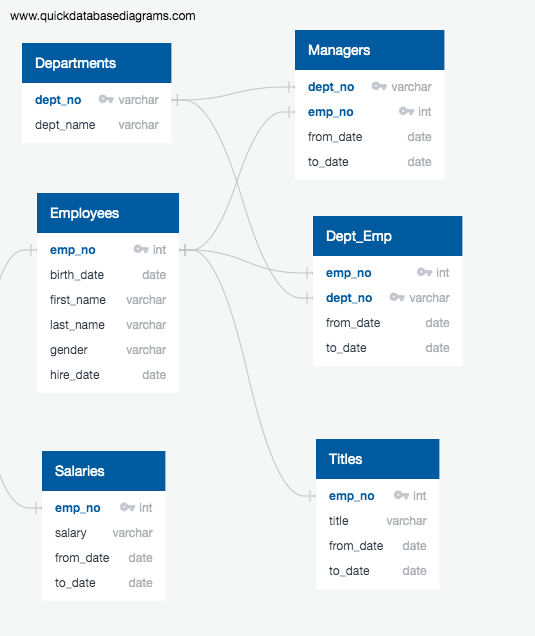 www.quickdatabasediagrams.com
Departments
dept_no varchar
dept_name varchar
Managers
dept_no varchar
emp_no int
from_date date
to_date date
Employees
emp_no int
birth_date date
first_name varchar
last_name varchar
gender varchar
hire_date date
Dept_Emp
emp_no int
dept_no varchar
from_date date
to_date date
Salaries
emp_no int
salary varchar
from_date date
to_date date
Titles
emp_no int
title varchar
from_date date
to_date date